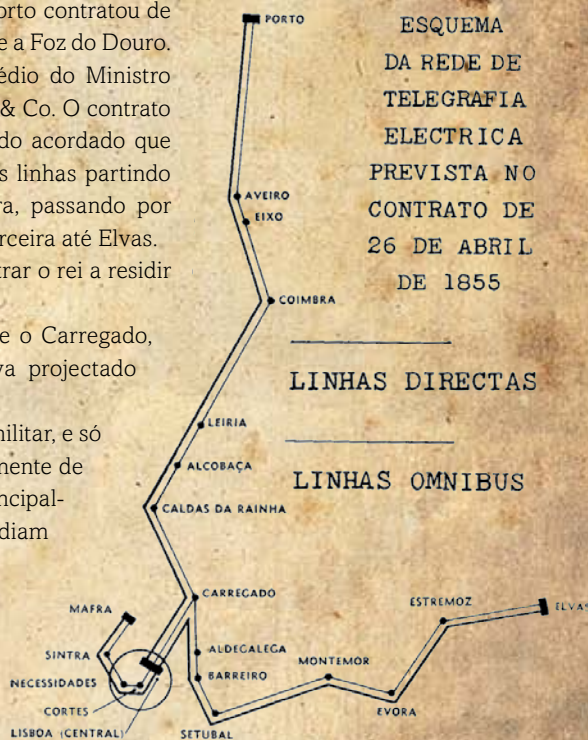 orto contratou de
e a Foz do Douro.
édio do Ministro
& Co. O contrato
do acordado que
s linhas partindo
ra, passando por
rceira até Elvas.
trar o rei a residir
e o Carregado,
va projectado
nilitar, e só
nente de
ncipal-
diam
ESQUEMA
DA REDE DE
TELEGRAFIA
ELECTRICA
PREVISTA NO
CONTRATO DE
26 DE ABRIL
DE 1855
LINHAS DIRECTAS
LINHAS OMNIBUS
PORTO
AVEIRO
EIXO
COIMBRA
LEIRIA
ALCOBAÇA
CALDAS DA RAINHA
CARREGADO
MAFRA
SINTRA
NECESSIDADES
CORTES
LISBOA (CENTRAL)
ALDEGALEGA
BARREIRO
SETUBAL
MONTEMOR
EVORA
ESTREMOZ
ELVAS